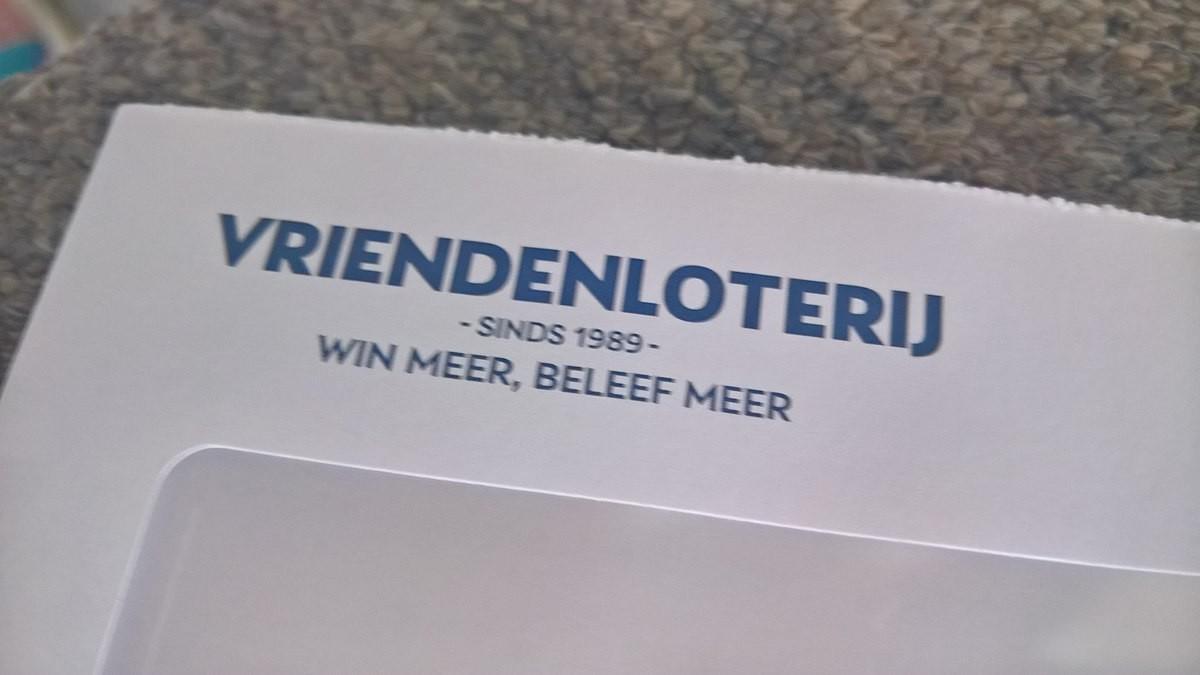 VRIENDENLOTERIJ
- SINDS 1989 -
WIN MEER, BELEEF MEER